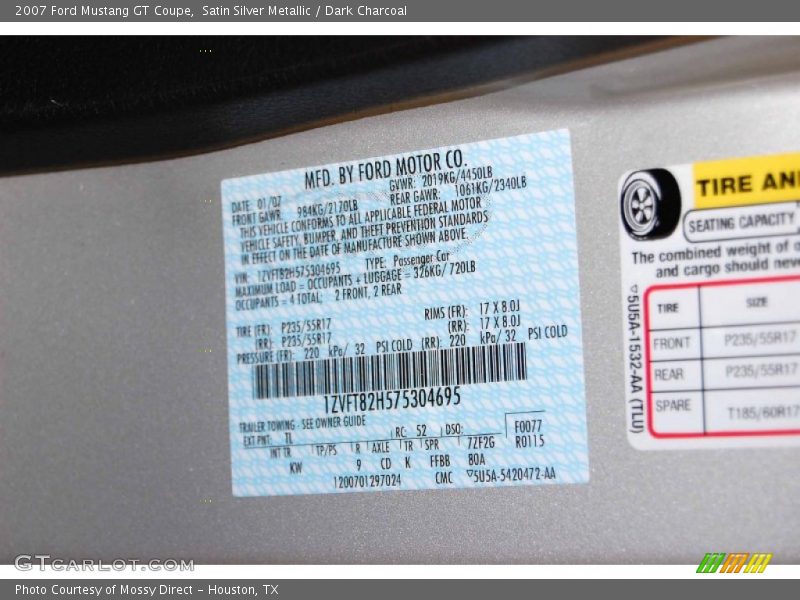 2007 Ford Mustang GT Coupe, Satin Silver Metallic / Dark Charcoal
MFD. BY FORD MOTOR CO.
DATE: 01/07 GVWR: 2019KG/4450LB
FRONT GAWR: 984KG/2170LB REAR GAWR: 1061KG/2340LB
THIS VEHICLE CONFORMS TO ALL APPLICABLE FEDERAL MOTOR
VEHICLE SAFETY, BUMPER, AND THEFT PREVENTION STANDARDS
IN EFFECT ON THE DATE OF MANUFACTURE SHOWN ABOVE.
VIN: 1ZVFT82H575304695 TYPE: Passenger Car
MAXIMUM LOAD = OCCUPANTS + LUGGAGE = 326KG/ 720LB
OCCUPANTS = 4 TOTAL: 2 FRONT, 2 REAR
TIRE (FR): P235/55R17 RIMS (FR): 17 X 8.0J
(RR): P235/55R17 (RR): 17 X 8.0J
PRESSURE (FR): 220 kPa/ 32 PSI COLD (RR): 220 kPa/ 32 PSI COLD
1ZVFT82H575304695
TRAILER TOWING - SEE OWNER GUIDE F0077
EXT PNT: TL RC: 52 DSO: R0115
INT TR TP/PS R AXLE TR SPR 7ZF2G
KW 9 CD K FFBB 80A
1200701297024 CMC ▽5U5A-5420472-AA
TIRE AN
SEATING CAPACITY
The combined weight of
and cargo should neve
▽5U5A-1532-AA (TLU)
TIRE SIZE
FRONT P235/55R17
REAR P235/55R17
SPARE T185/60R17
GTCARLOT.COM
Photo Courtesy of Mossy Direct – Houston, TX